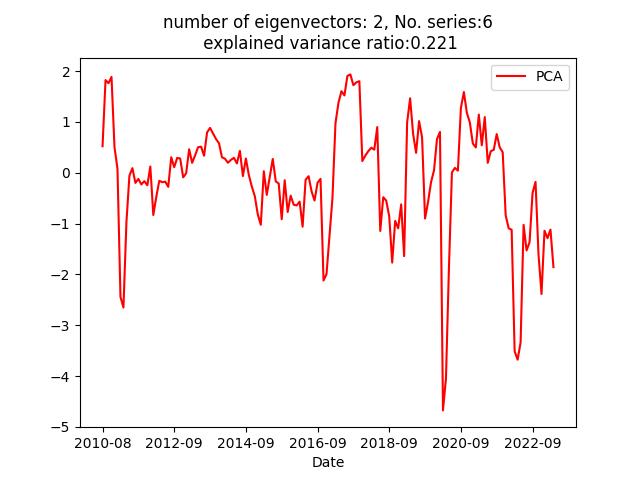 number of eigenvectors: 2, No. series:6
explained variance ratio:0.221
PCA
2
1
0
−1
−2
−3
−4
−5
2010-08 2012-09 2014-09 2016-09 2018-09 2020-09 2022-09
Date